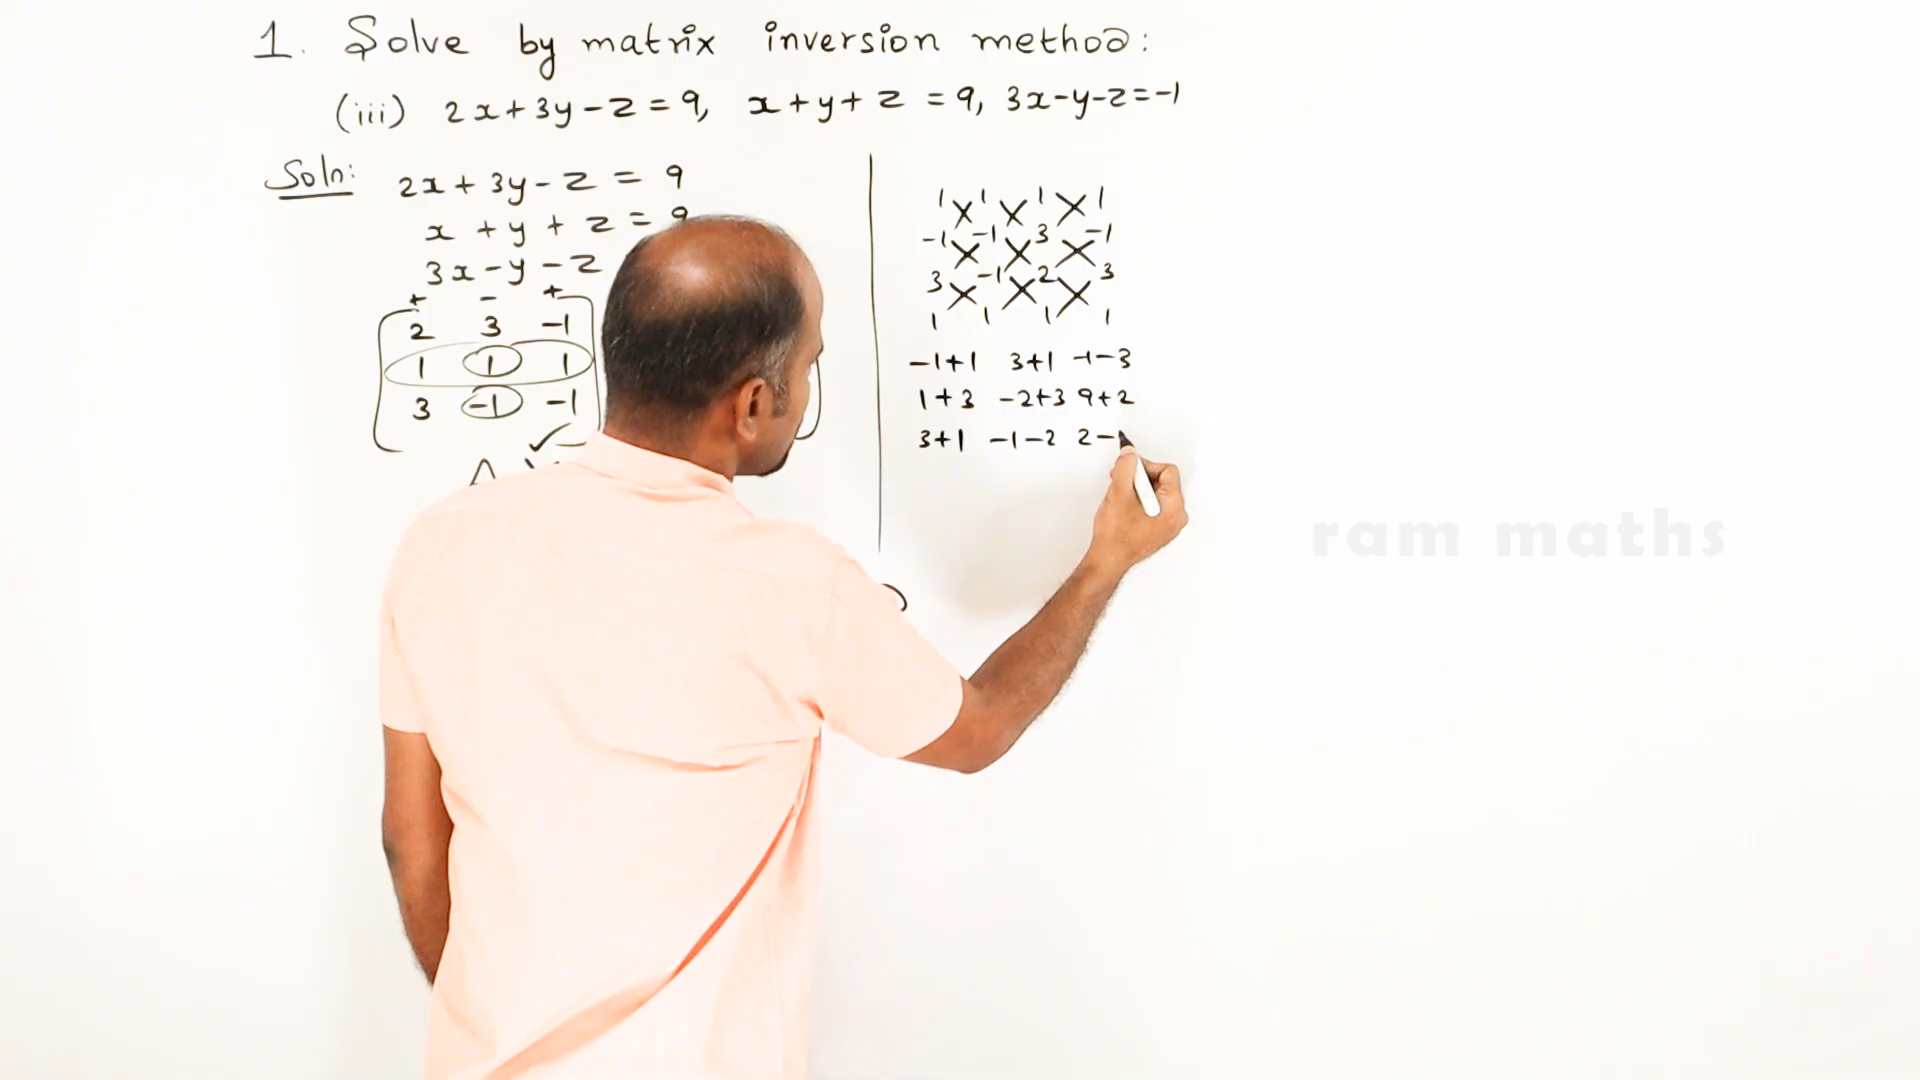 1. Solve by matrix inversion method:
(iii) 2x+3y-z=9, x+y+z=9, 3x-y-z=-1
Soln: 2x+3y-z = 9
x+y+z = 9
3x-y-z
+ - +
2 3 -1
1 1 1
3 -1 -1
A
1 1 1 1
-1 -1 3 -1
3 -1 2 3
1 1 1 1
-1+1 3+1 -1-3
1+3 -2+3 9+2
3+1 -1-2 2-
ram maths